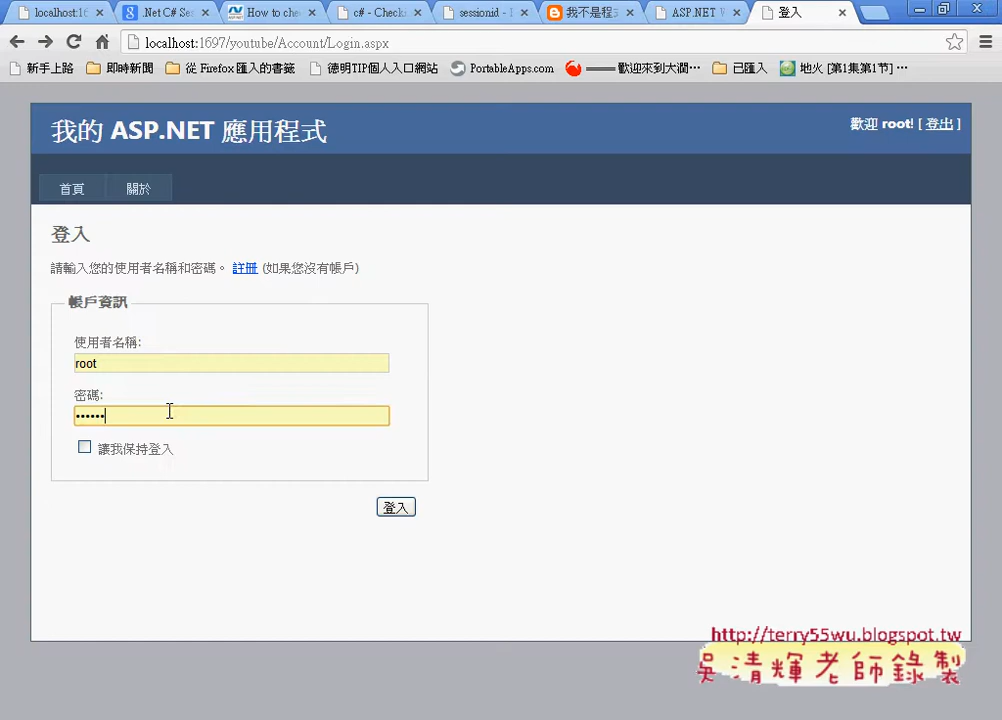 localhost:16
.Net C# Ses
How to che
c# - Check
sessionid - I
我不是程式
ASP.NET W
登入
localhost:1697/youtube/Account/Login.aspx
新手上路
即時新聞
從 Firefox 匯入的書籤
德明TIP個人入口網站
PortableApps.com
歡迎來到大澗…
已匯入
地火 [第1集第1节] …
我的 ASP.NET 應用程式
歡迎 root! [ 登出 ]
首頁
關於
登入
請輸入您的使用者名稱和密碼。 註冊 (如果您沒有帳戶)
帳戶資訊
使用者名稱:
root
密碼:
••••••
讓我保持登入
登入
http://terry55wu.blogspot.tw
吳清輝老師錄製